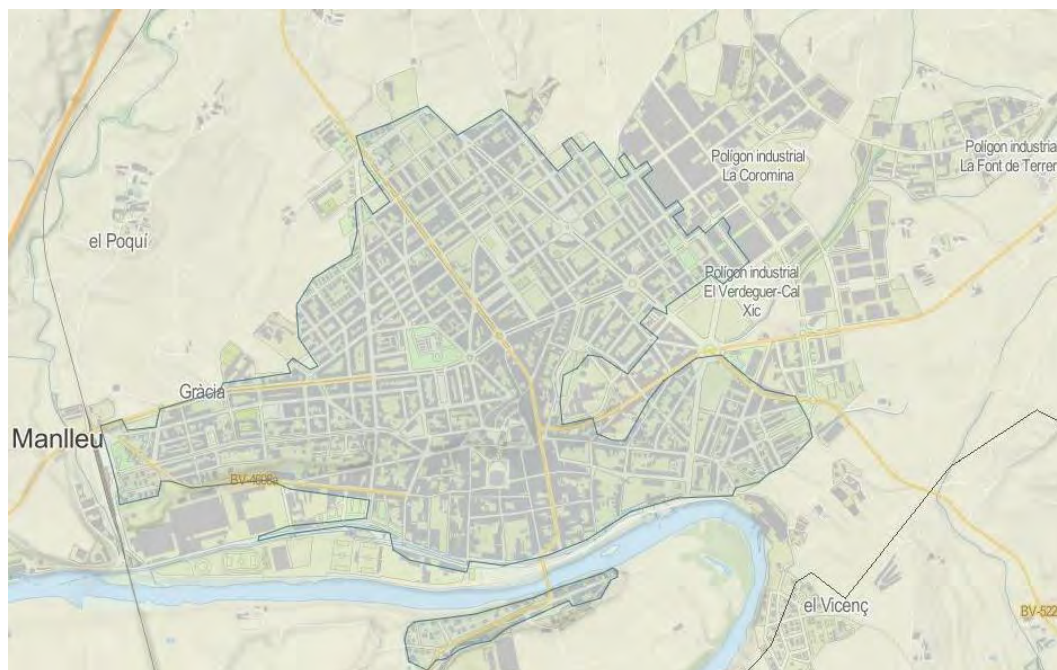 Polígon industrial
La Coromina
Polígon industrial
La Font de Terrer
el Poquí
Polígon industrial
El Verdeguer-Cal
Xic
Gràcia
Manlleu
BV-4608a
el Vicenç
BV-522